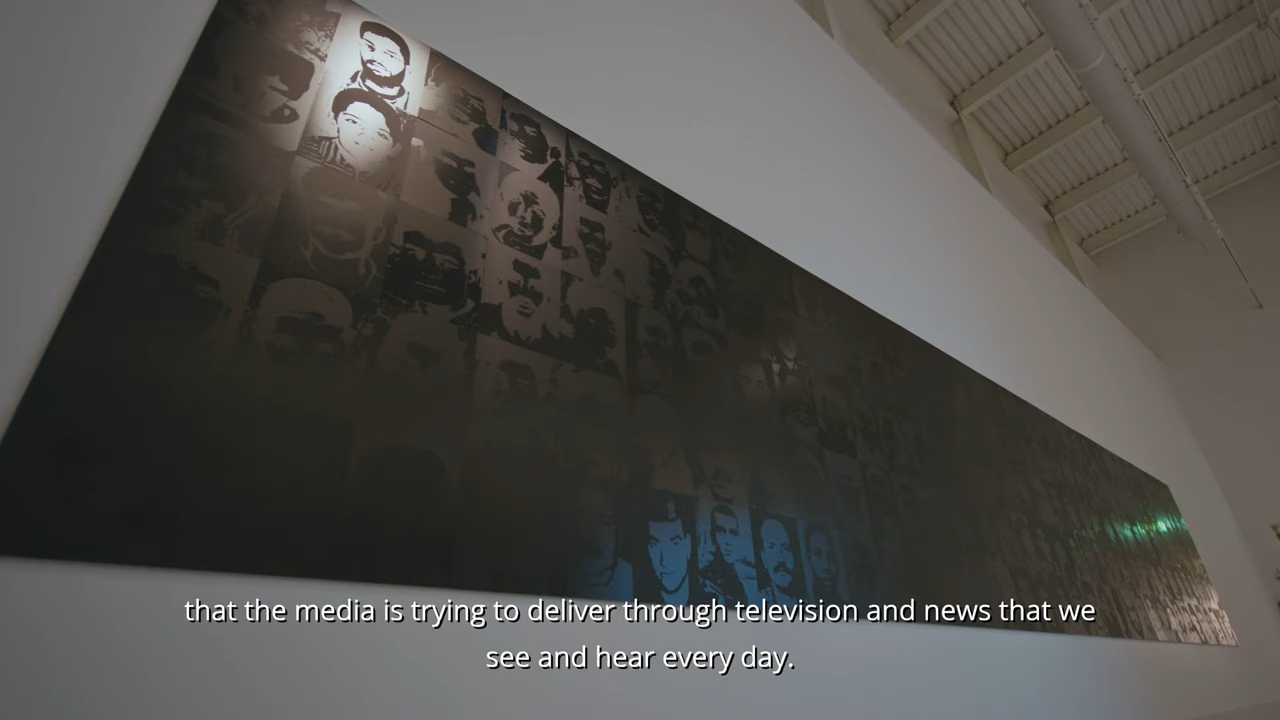 that the media is trying to deliver through television and news that we
see and hear every day.